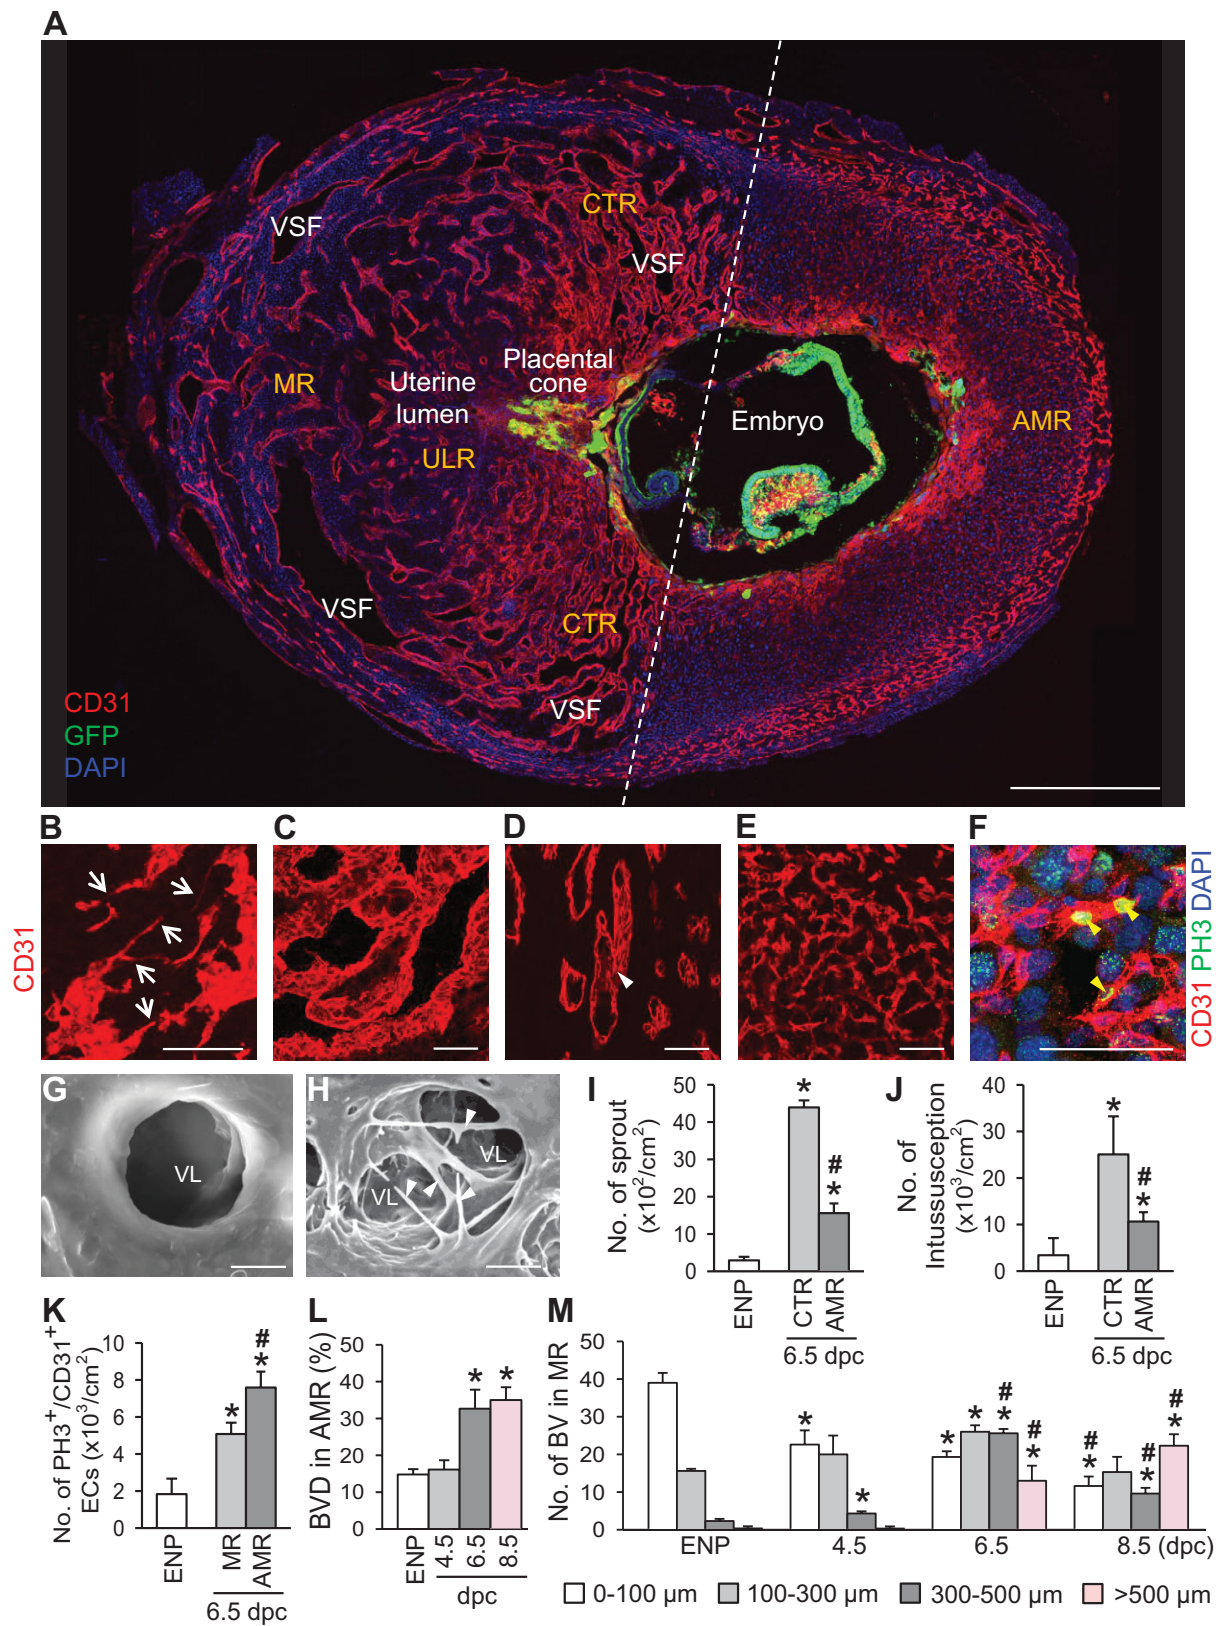 A
VSF
CTR
VSF
MR
Uterine
lumen
Placental
cone
ULR
Embryo
AMR
VSF
CTR
VSF
CD31
GFP
DAPI
B
C
D
E
F
CD31
CD31 PH3 DAPI
G
VL
H
VL
VL
I
No. of sprout
(x10²/cm²)
50
40
30
20
10
0
*
#
*
ENP
CTR
AMR
6.5 dpc
J
No. of
Intussusception
(x10³/cm²)
40
30
20
10
0
*
#
*
ENP
CTR
AMR
6.5 dpc
K
No. of PH3⁺/CD31⁺
ECs (x10³/cm²)
10
8
6
4
2
0
*
#
*
ENP
MR
AMR
6.5 dpc
L
BVD in AMR (%)
50
40
30
20
10
0
*
*
ENP
4.5
6.5
8.5
dpc
M
No. of BV in MR
50
40
30
20
10
0
*
*
*
*
#
*
#
*
#
*
#
*
#
*
ENP
4.5
6.5
8.5 (dpc)
0-100 µm
100-300 µm
300-500 µm
>500 µm